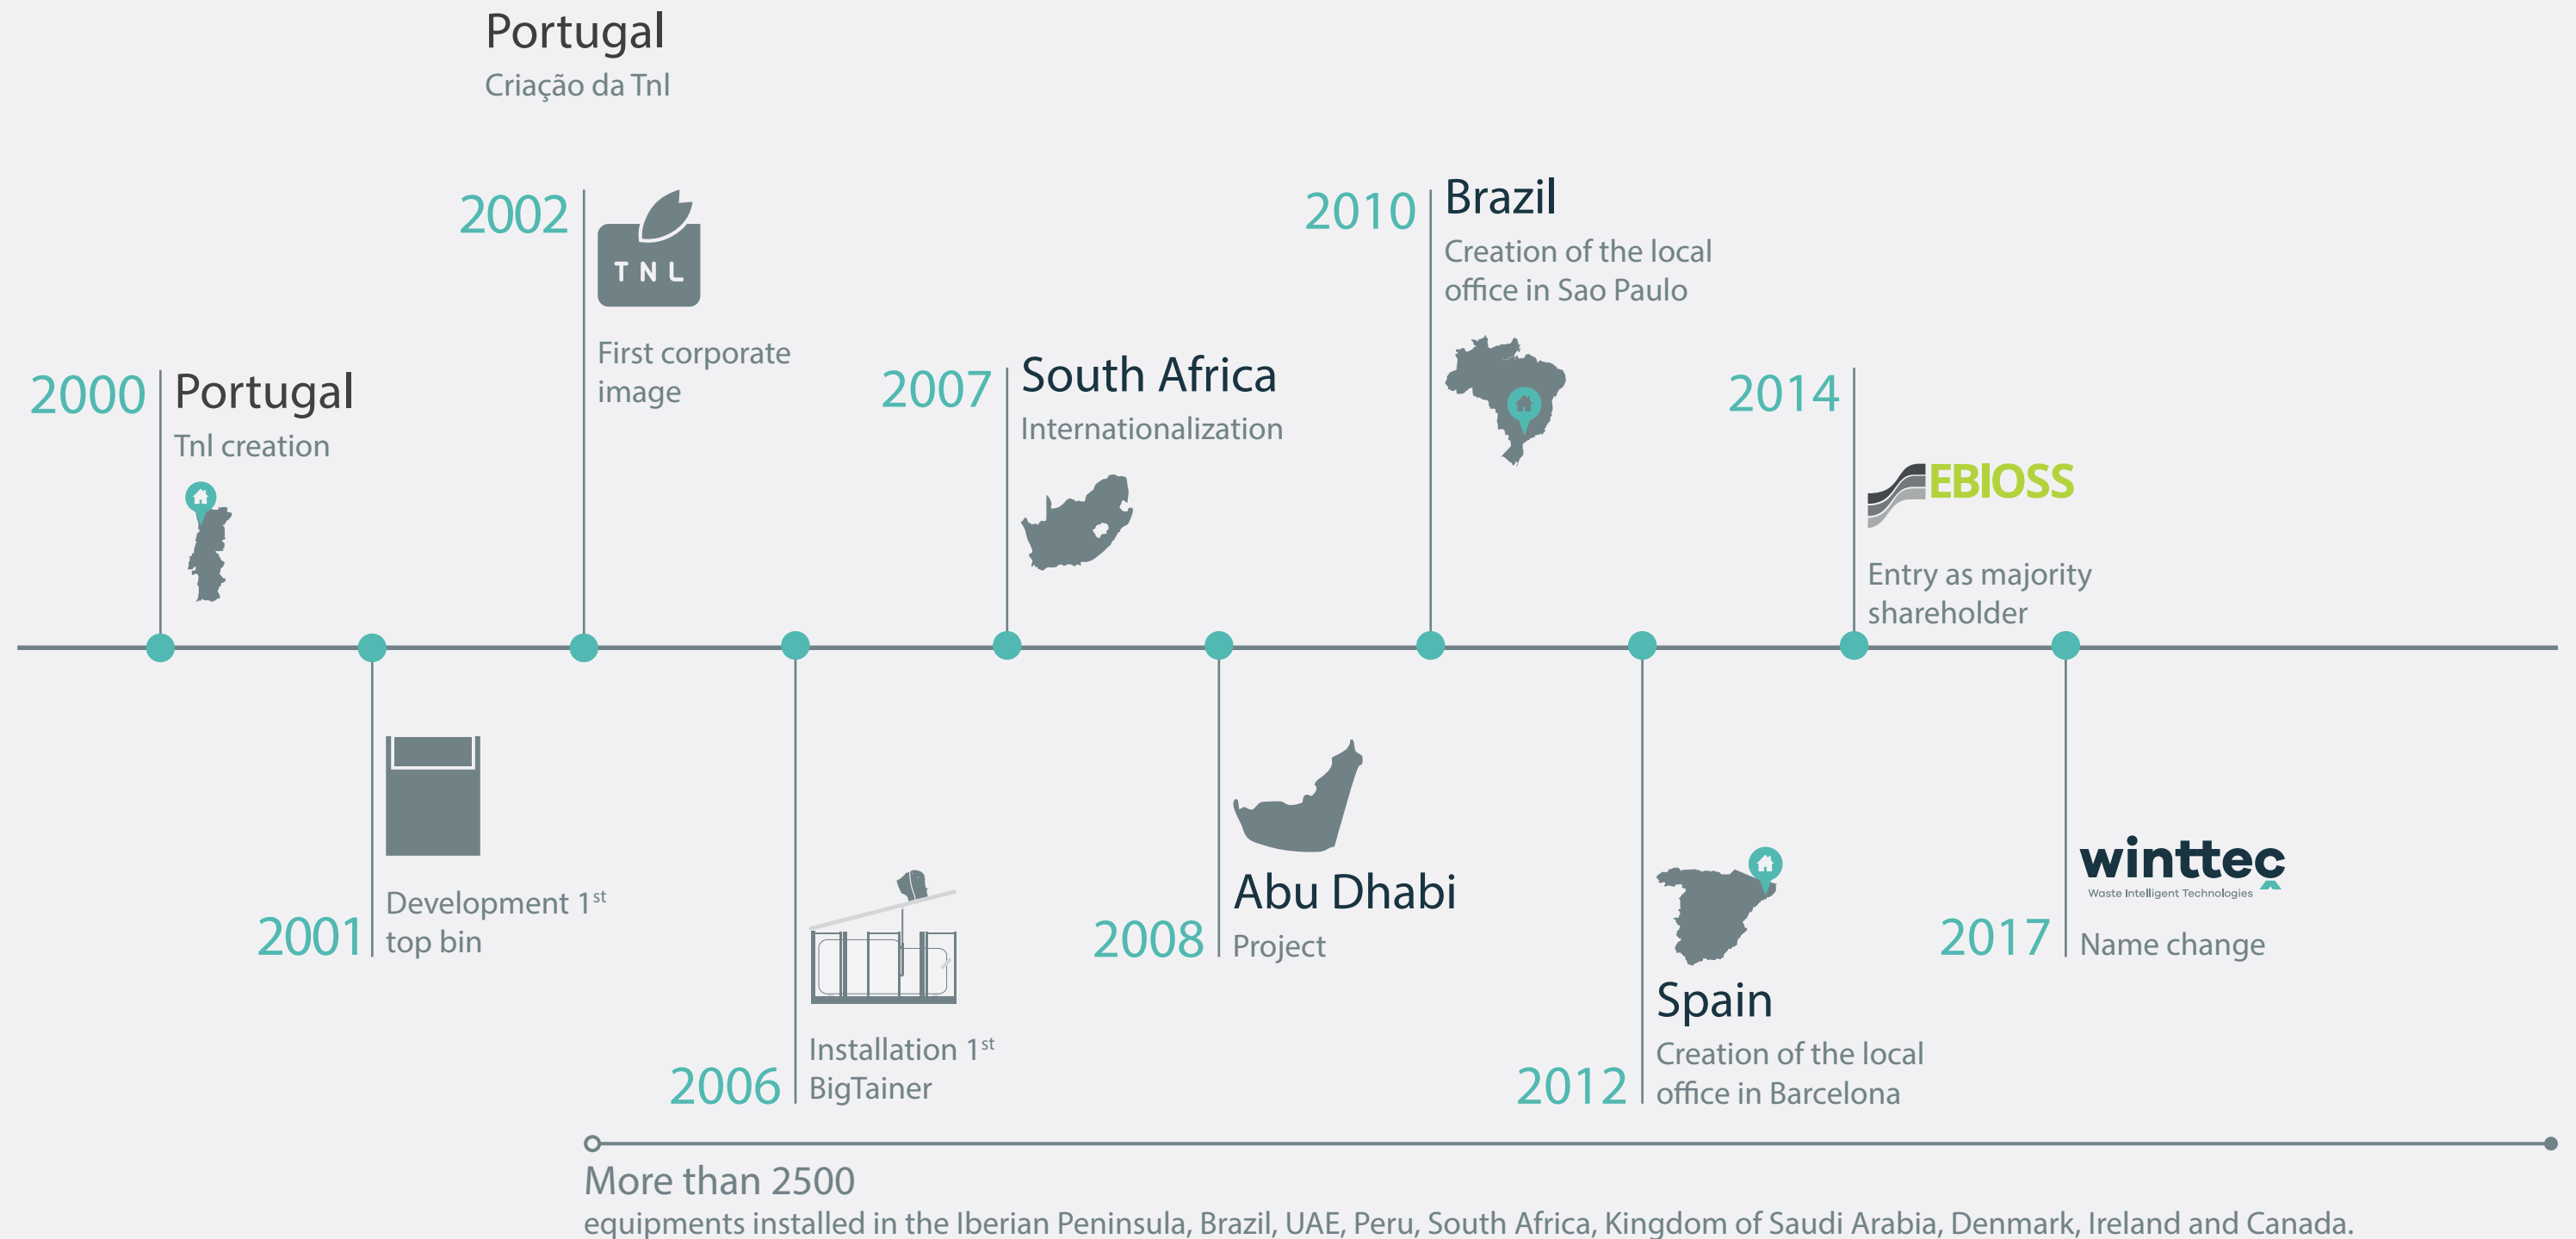 Portugal
Criação da Tnl
2000
Portugal
Tnl creation
2001
Development 1st
top bin
2002
TNL
First corporate
image
2006
Installation 1st
BigTainer
2007
South Africa
Internationalization
2008
Abu Dhabi
Project
2010
Brazil
Creation of the local
office in Sao Paulo
2012
Spain
Creation of the local
office in Barcelona
2014
EBIOSS
Entry as majority
shareholder
2017
winttec
Waste Intelligent Technologies
Name change
More than 2500
equipments installed in the Iberian Peninsula, Brazil, UAE, Peru, South Africa, Kingdom of Saudi Arabia, Denmark, Ireland and Canada.